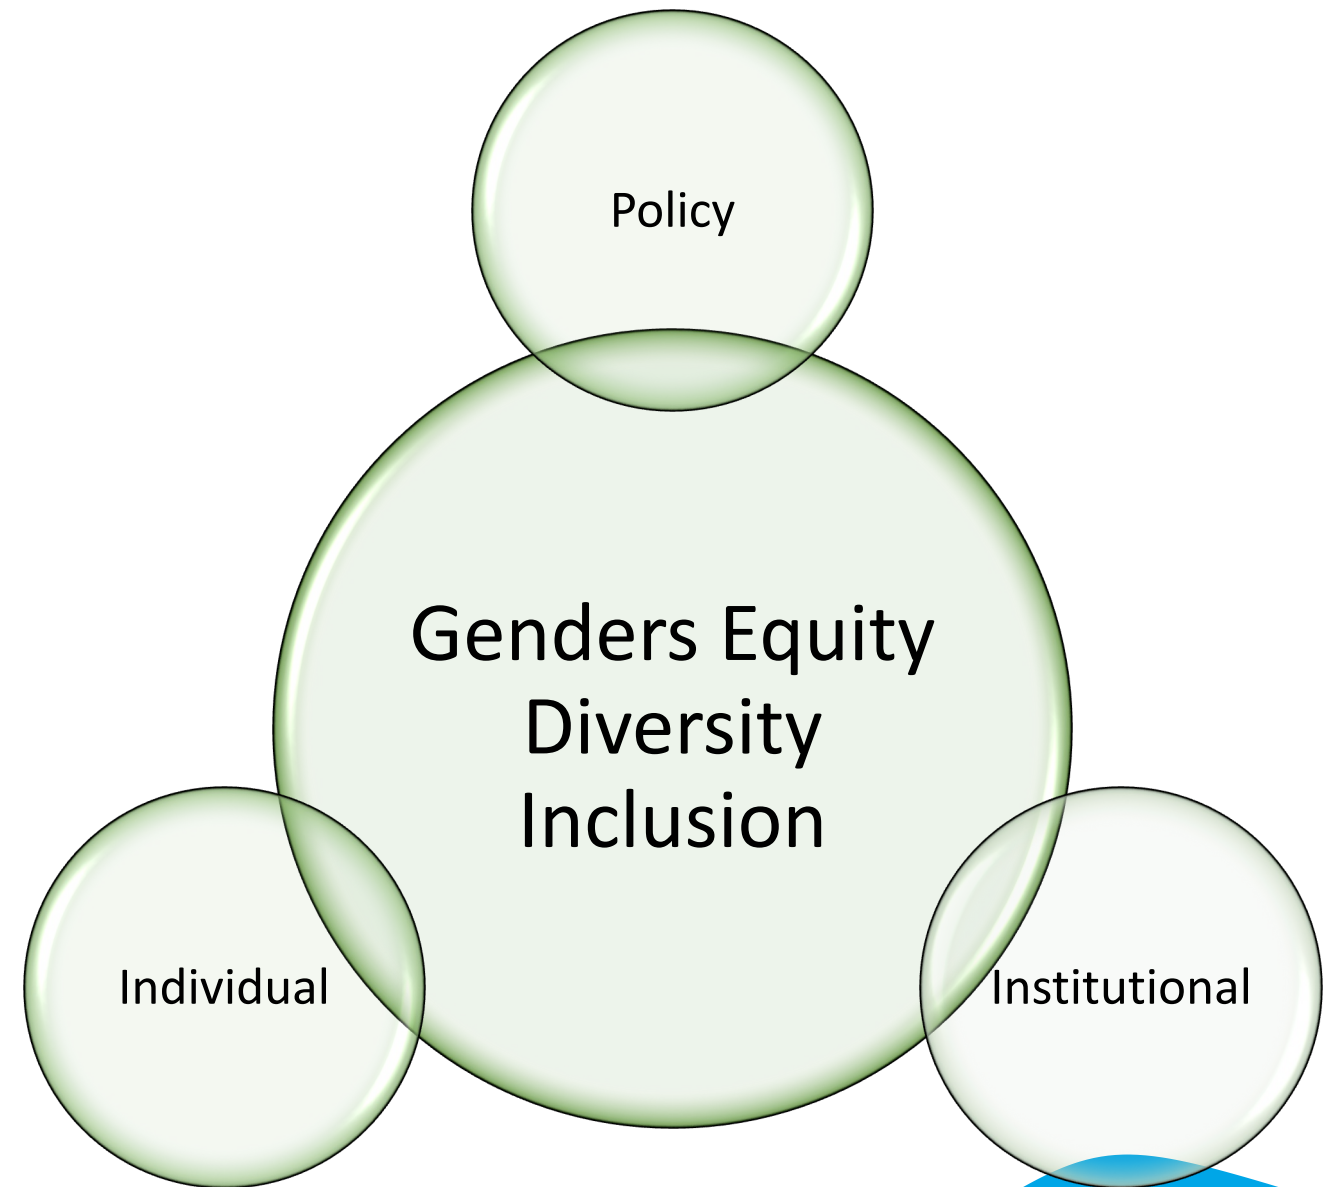 Policy
Genders Equity
Diversity
Inclusion
Individual
Institutional